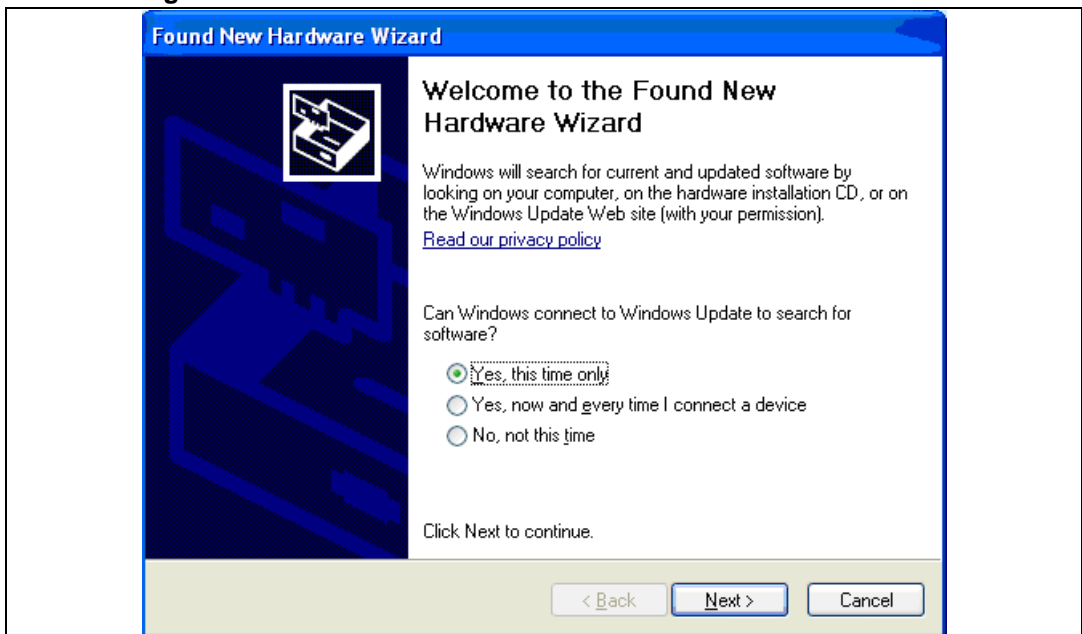 Found New Hardware Wizard
Welcome to the Found New
Hardware Wizard
Windows will search for current and updated software by
looking on your computer, on the hardware installation CD, or on
the Windows Update Web site (with your permission).
Read our privacy policy
Can Windows connect to Windows Update to search for
software?
Yes, this time only
Yes, now and every time I connect a device
No, not this time
Click Next to continue.
< Back Next > Cancel